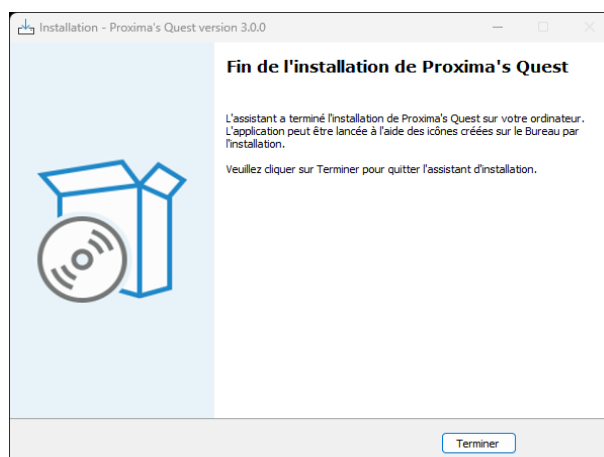 Installation - Proxima's Quest version 3.0.0
Fin de l'installation de Proxima's Quest
L'assistant a terminé l'installation de Proxima's Quest sur votre ordinateur.
L'application peut être lancée à l'aide des icônes créées sur le Bureau par
l'installation.
Veuillez cliquer sur Terminer pour quitter l'assistant d'installation.
Terminer